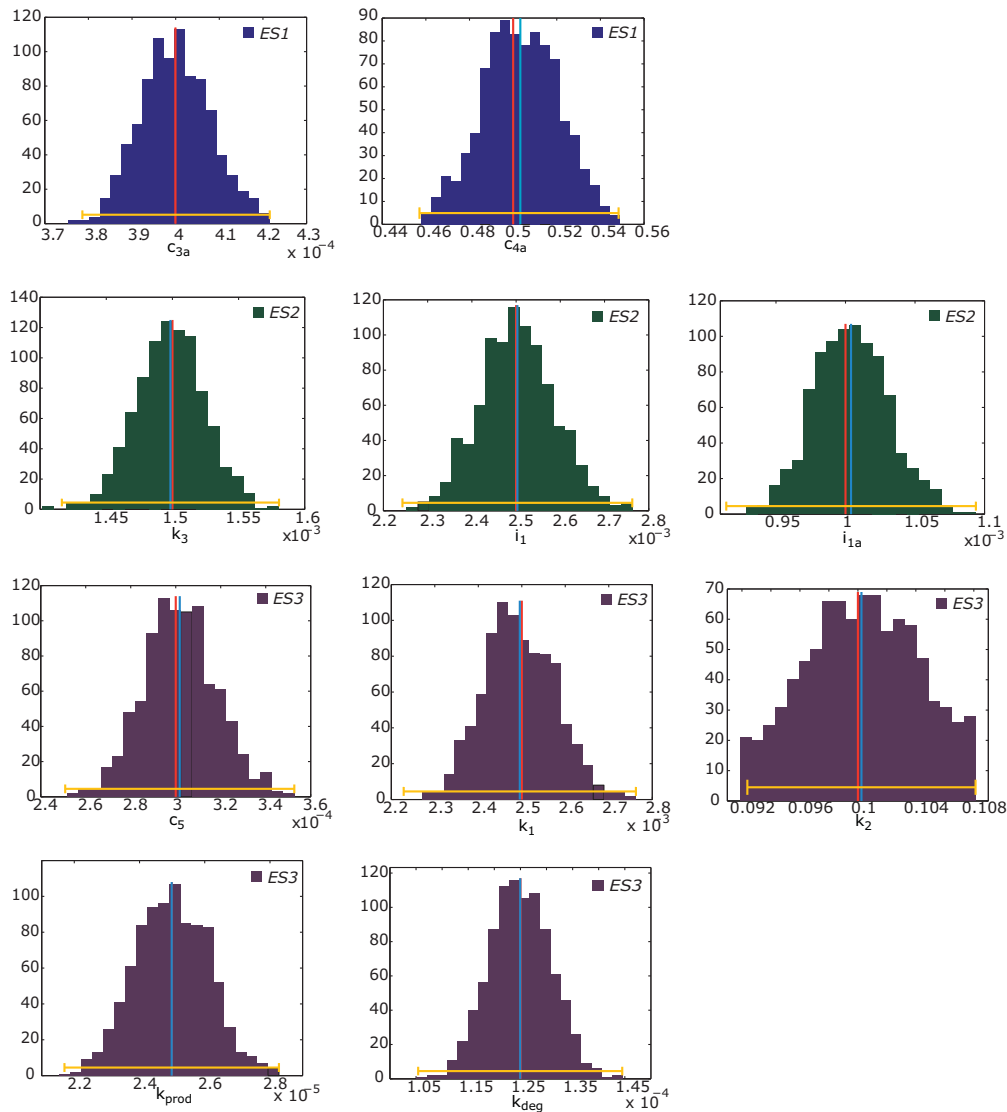 120
100
80
60
40
20
0
ES1
3.7 3.8 3.9 4 4.1 4.2 4.3
c3a
x 10-4
90
80
70
60
50
40
30
20
10
0
ES1
0.44 0.46 0.48 0.5 0.52 0.54 0.56
c4a
140
120
100
80
60
40
20
0
ES2
1.45 1.5 1.55 1.6
k3
x10-3
120
100
80
60
40
20
0
ES2
2.2 2.3 2.4 2.5 2.6 2.7 2.8
i1
x10-3
120
100
80
60
40
20
0
ES2
0.95 1 1.05 1.1
i1a
x10-3
120
100
80
60
40
20
0
ES3
2.4 2.6 3 3.2 3.4 3.6
c5
x10-4
120
100
80
60
40
20
0
ES3
2.2 2.3 2.4 2.5 2.6 2.7 2.8
k1
x 10-3
70
60
50
40
30
20
10
0
ES3
0.092 0.096 0.1 0.104 0.108
k2
100
80
60
40
20
0
ES3
2.2 2.4 2.6 2.8
kprod
x 10-5
100
80
60
40
20
0
ES3
1.05 1.15 1.25 1.35 1.45
kdeg
x 10-4